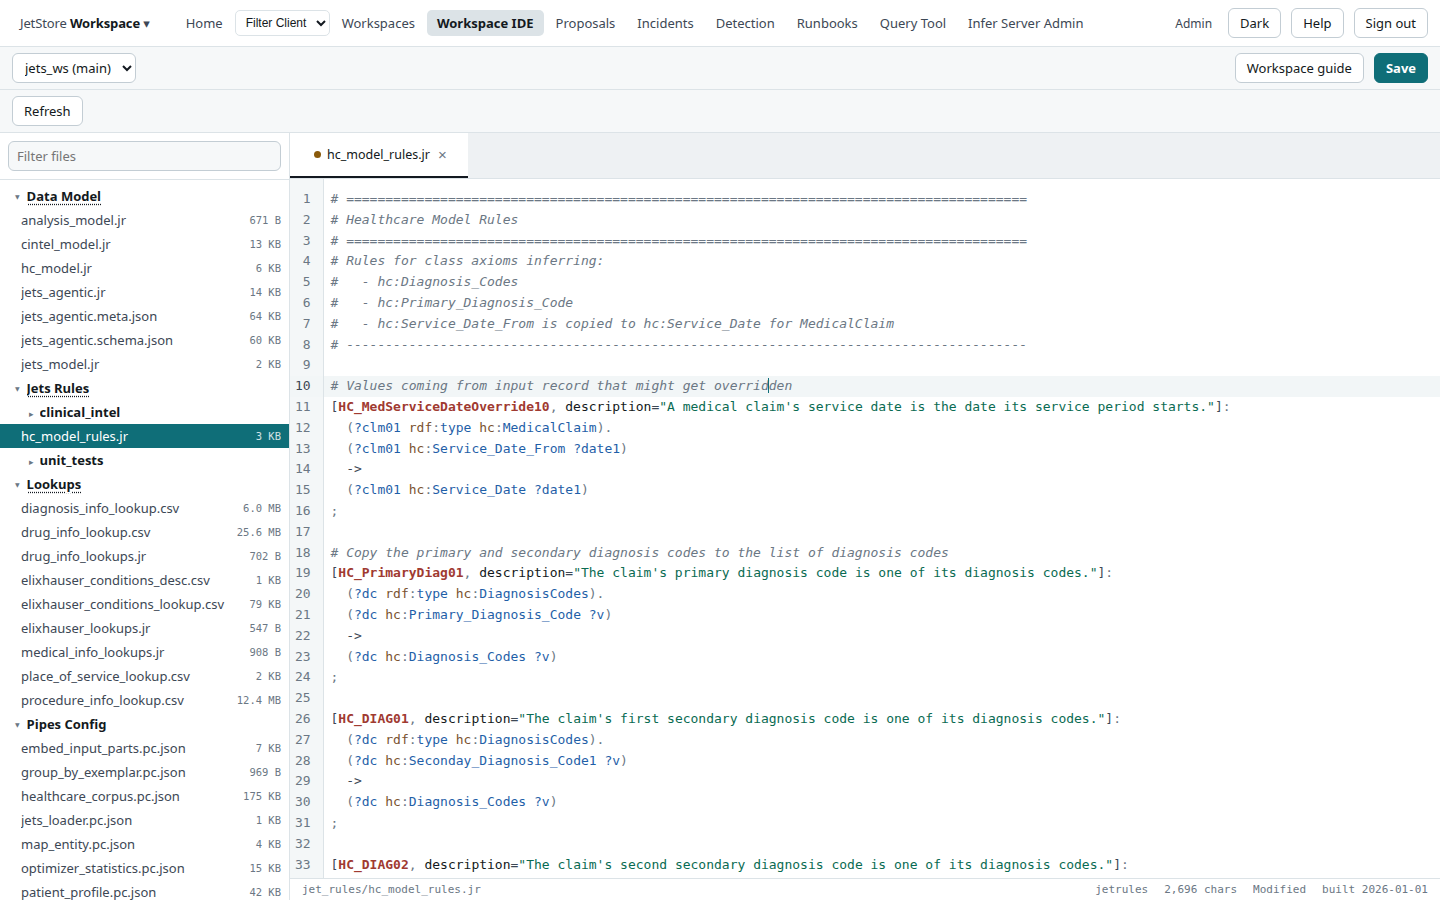 JetStore Workspace ▾ Home Filter Client Workspaces Workspace IDE Proposals Incidents Detection Runbooks Query Tool Infer Server Admin Admin Dark Help Sign out
jets_ws (main) Workspace guide Save
Refresh
Filter files
▾ Data Model
analysis_model.jr 671 B
cintel_model.jr 13 KB
hc_model.jr 6 KB
jets_agentic.jr 14 KB
jets_agentic.meta.json 64 KB
jets_agentic.schema.json 60 KB
jets_model.jr 2 KB
▾ Jets Rules
▸ clinical_intel
hc_model_rules.jr 3 KB
▸ unit_tests
▾ Lookups
diagnosis_info_lookup.csv 6.0 MB
drug_info_lookup.csv 25.6 MB
drug_info_lookups.jr 702 B
elixhauser_conditions_desc.csv 1 KB
elixhauser_conditions_lookup.csv 79 KB
elixhauser_lookups.jr 547 B
medical_info_lookups.jr 908 B
place_of_service_lookup.csv 2 KB
procedure_info_lookup.csv 12.4 MB
▾ Pipes Config
embed_input_parts.pc.json 7 KB
group_by_exemplar.pc.json 969 B
healthcare_corpus.pc.json 175 KB
jets_loader.pc.json 1 KB
map_entity.pc.json 4 KB
optimizer_statistics.pc.json 15 KB
patient_profile.pc.json 42 KB
● hc_model_rules.jr ×
1 # =======================================================================================
2 # Healthcare Model Rules
3 # =======================================================================================
4 # Rules for class axioms inferring:
5 #   - hc:Diagnosis_Codes
6 #   - hc:Primary_Diagnosis_Code
7 #   - hc:Service_Date_From is copied to hc:Service_Date for MedicalClaim
8 # ---------------------------------------------------------------------------------------
9
10 # Values coming from input record that might get overridden
11 [HC_MedServiceDateOverride10, description="A medical claim's service date is the date its service period starts."]:
12   (?clm01 rdf:type hc:MedicalClaim).
13   (?clm01 hc:Service_Date_From ?date1)
14   ->
15   (?clm01 hc:Service_Date ?date1)
16 ;
17
18 # Copy the primary and secondary diagnosis codes to the list of diagnosis codes
19 [HC_PrimaryDiag01, description="The claim's primary diagnosis code is one of its diagnosis codes."]:
20   (?dc rdf:type hc:DiagnosisCodes).
21   (?dc hc:Primary_Diagnosis_Code ?v)
22   ->
23   (?dc hc:Diagnosis_Codes ?v)
24 ;
25
26 [HC_DIAG01, description="The claim's first secondary diagnosis code is one of its diagnosis codes."]:
27   (?dc rdf:type hc:DiagnosisCodes).
28   (?dc hc:Seconday_Diagnosis_Code1 ?v)
29   ->
30   (?dc hc:Diagnosis_Codes ?v)
31 ;
32
33 [HC_DIAG02, description="The claim's second secondary diagnosis code is one of its diagnosis codes."]:
jet_rules/hc_model_rules.jr jetrules 2,696 chars Modified built 2026-01-01